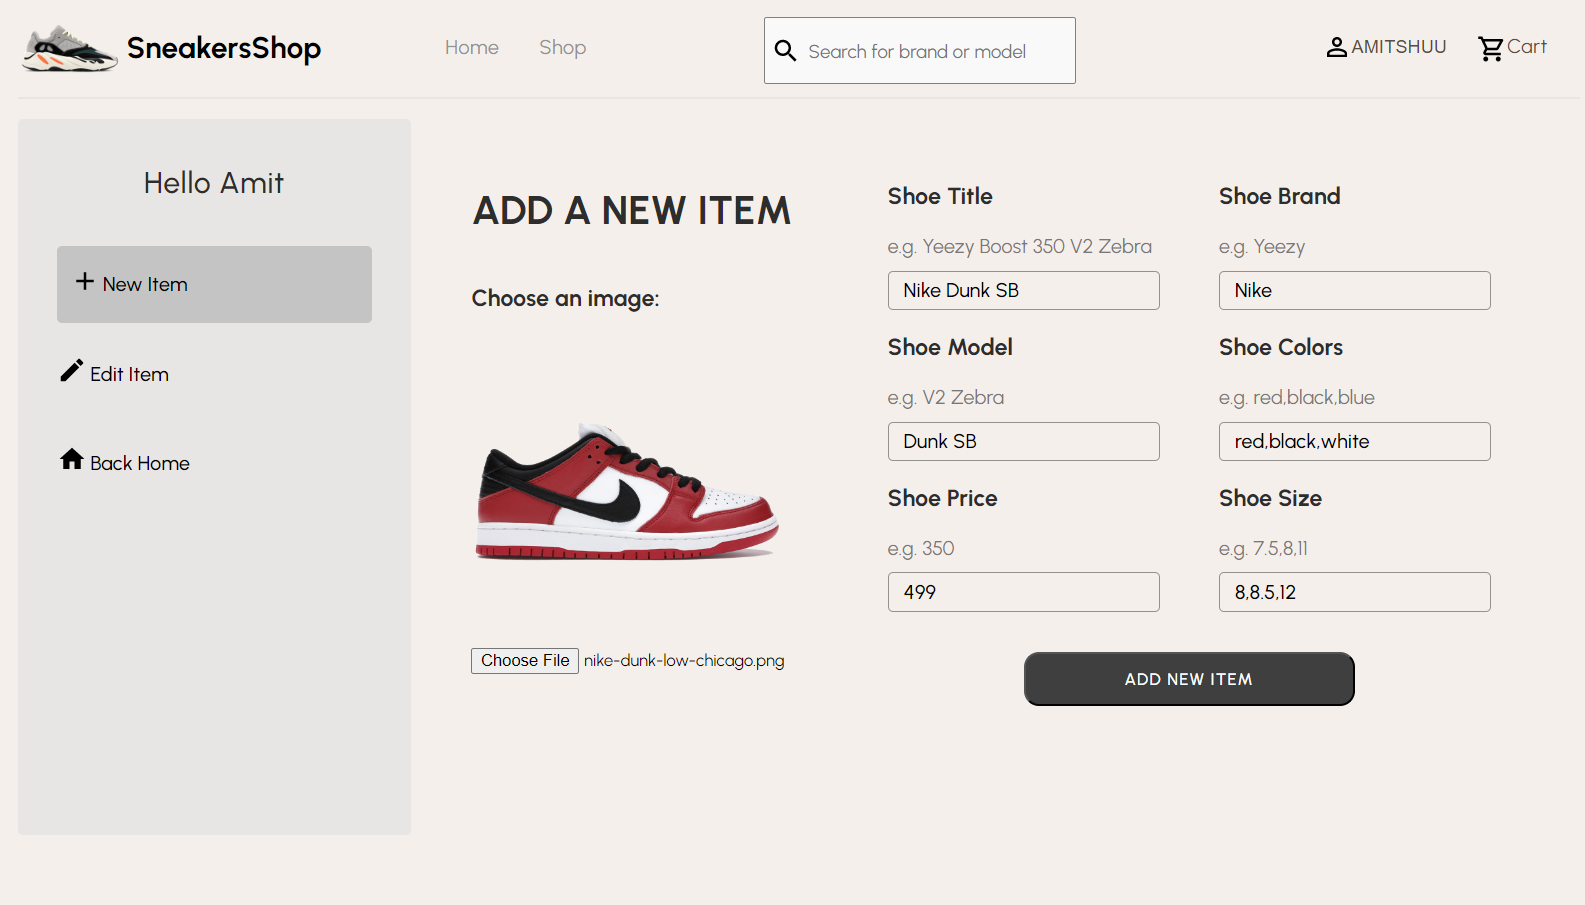 SneakersShop
Home
Shop
Search for brand or model
AMITSHUU
Cart
Hello Amit
New Item
Edit Item
Back Home
ADD A NEW ITEM
Choose an image:
Choose File nike-dunk-low-chicago.png
Shoe Title
e.g. Yeezy Boost 350 V2 Zebra
Nike Dunk SB
Shoe Brand
e.g. Yeezy
Nike
Shoe Model
e.g. V2 Zebra
Dunk SB
Shoe Colors
e.g. red,black,blue
red,black,white
Shoe Price
e.g. 350
499
Shoe Size
e.g. 7.5,8,11
8,8.5,12
ADD NEW ITEM